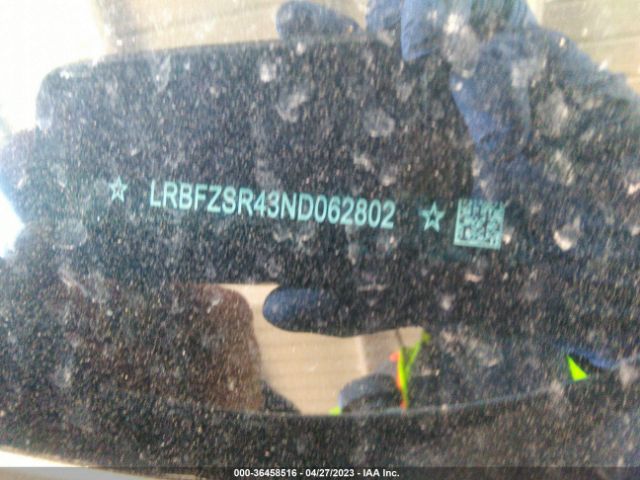 ☆ LRBFZSR43ND062802 ☆
000-36458516 - 04/27/2023 - IAA Inc.